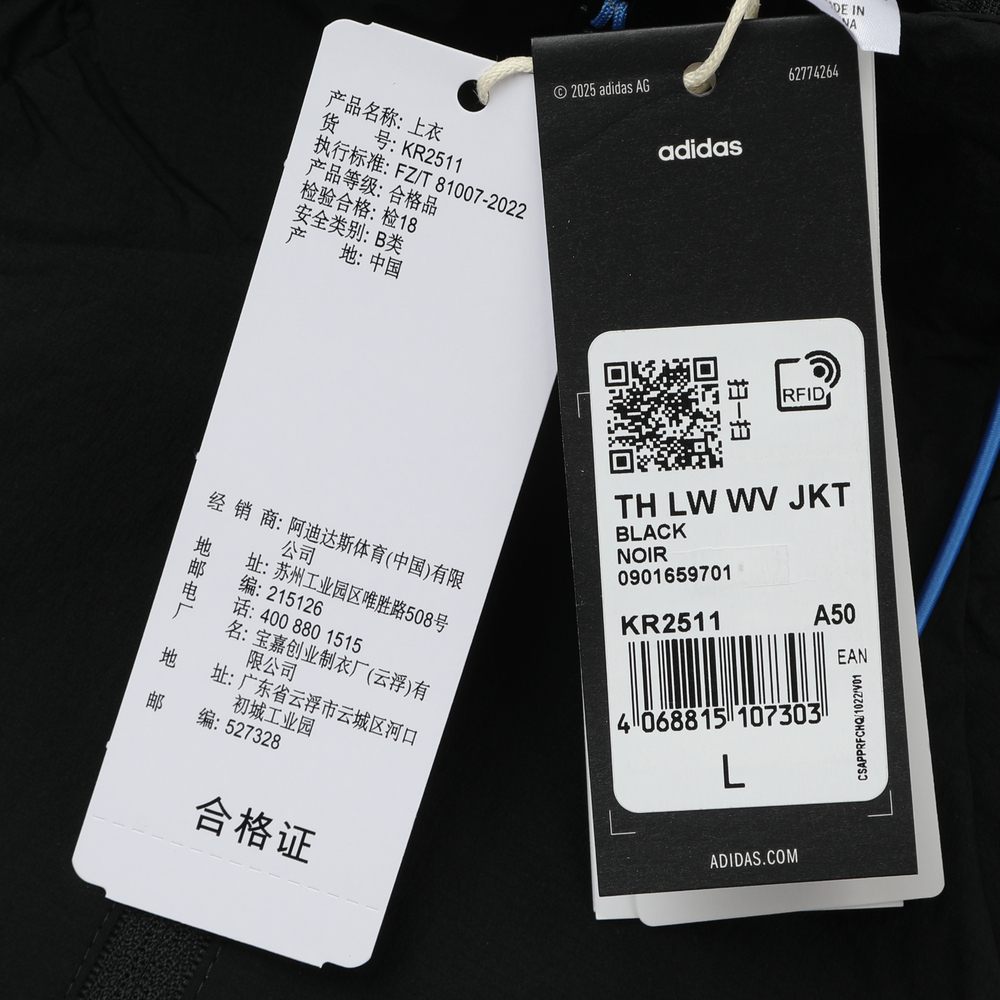 产品名称: 上衣
货 号: KR2511
执行标准: FZ/T 81007-2022
产品等级: 合格品
检验合格: 检18
安全类别: B类
产 地: 中国
经 销 商: 阿迪达斯体育(中国)有限
公司
地 址: 苏州工业园区唯胜路508号
邮 编: 215126
电 话: 400 880 1515
厂 名: 宝嘉创业制衣厂(云浮)有
限公司
地 址: 广东省云浮市云城区河口
初城工业园
邮 编: 527328
合格证
© 2025 adidas AG
62774264
adidas
扫一扫
RFID
TH LW WV JKT
BLACK
NOIR
0901659701
KR2511
A50
EAN
4 068815 107303
CSAPPRFCHQ/1022/V01
L
ADIDAS.COM
DE IN
NA